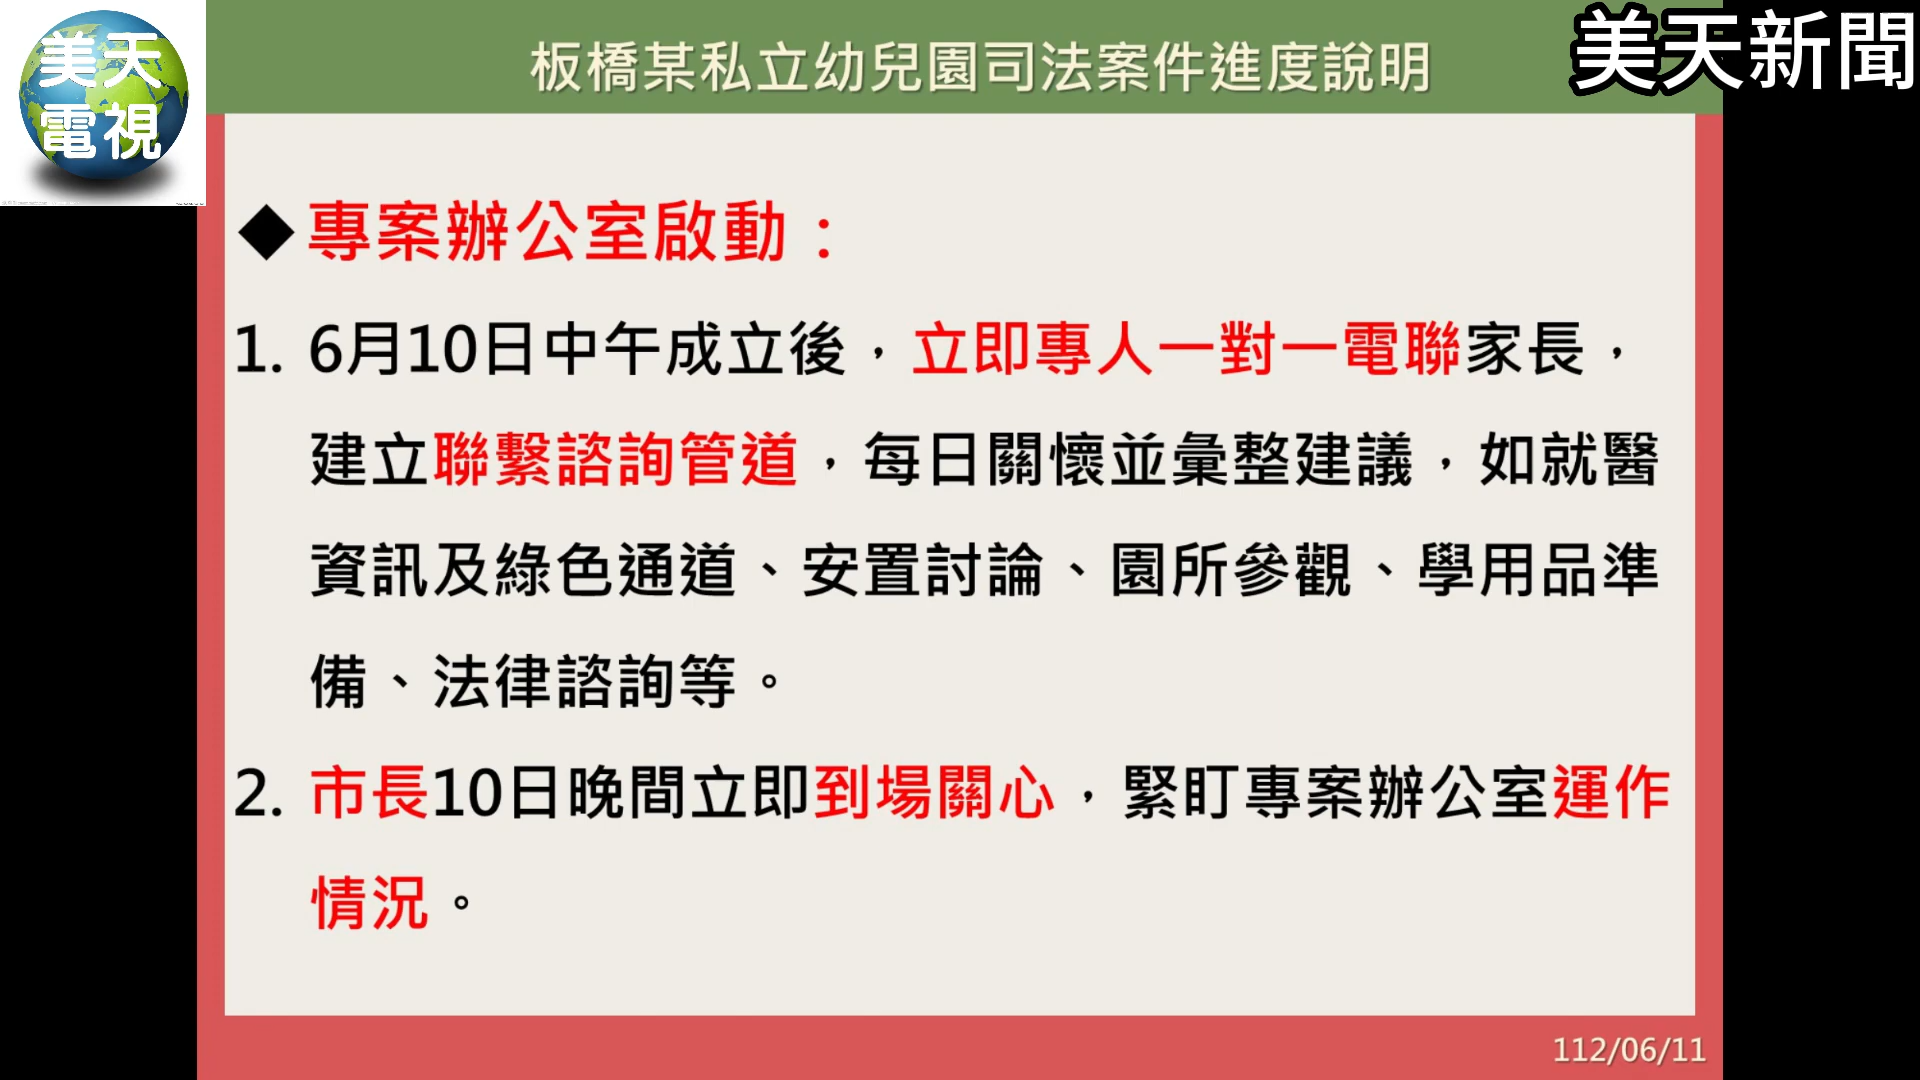 美天
電視
板橋某私立幼兒園司法案件進度說明
美天新聞
◆專案辦公室啟動：
1. 6月10日中午成立後，立即專人一對一電聯家長，
建立聯繫諮詢管道，每日關懷並彙整建議，如就醫
資訊及綠色通道、安置討論、園所參觀、學用品準
備、法律諮詢等。
2. 市長10日晚間立即到場關心，緊盯專案辦公室運作
情況。
112/06/11